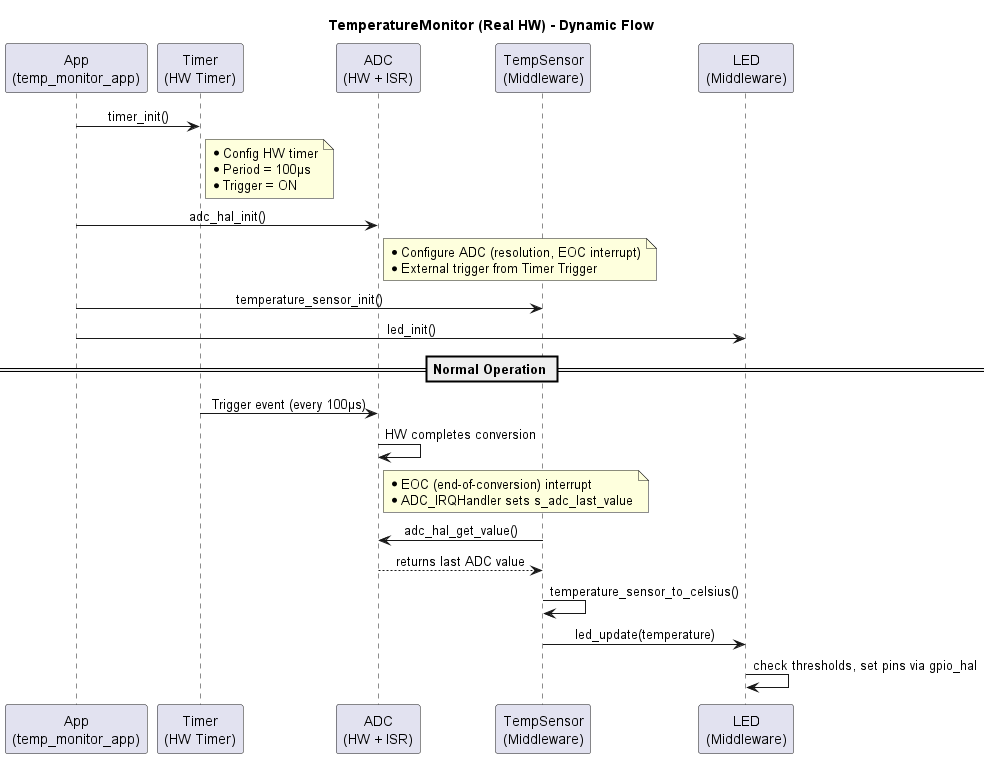 TemperatureMonitor (Real HW) - Dynamic Flow
App
(temp_monitor_app)
Timer
(HW Timer)
ADC
(HW + ISR)
TempSensor
(Middleware)
LED
(Middleware)
timer_init()
• Config HW timer
• Period = 100µs
• Trigger = ON
adc_hal_init()
• Configure ADC (resolution, EOC interrupt)
• External trigger from Timer Trigger
temperature_sensor_init()
led_init()
Normal Operation
Trigger event (every 100µs)
HW completes conversion
• EOC (end-of-conversion) interrupt
• ADC_IRQHandler sets s_adc_last_value
adc_hal_get_value()
returns last ADC value
temperature_sensor_to_celsius()
led_update(temperature)
check thresholds, set pins via gpio_hal
App
(temp_monitor_app)
Timer
(HW Timer)
ADC
(HW + ISR)
TempSensor
(Middleware)
LED
(Middleware)